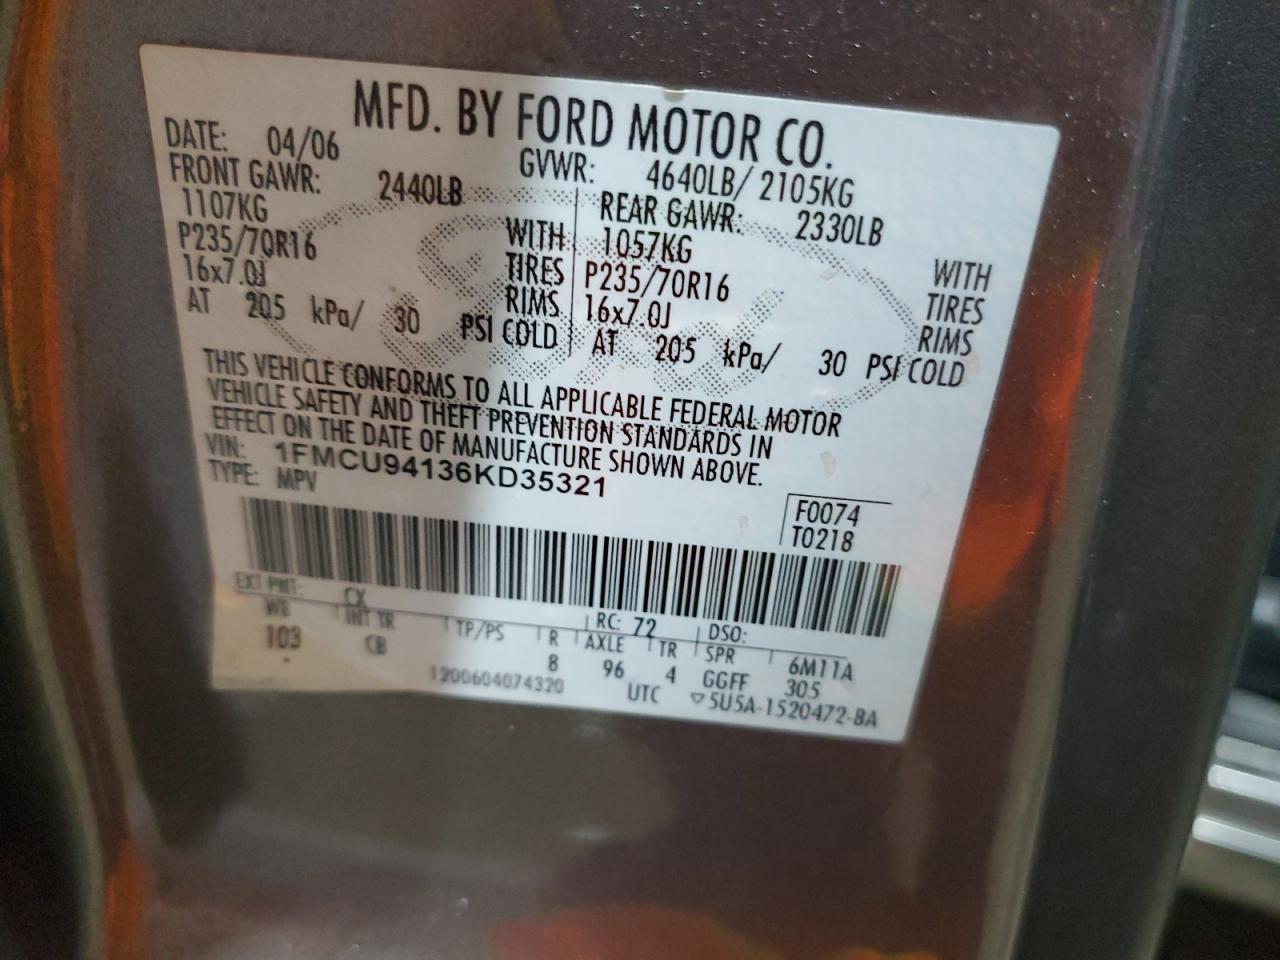 MFD. BY FORD MOTOR CO.
DATE: 04/06 GVWR: 4640LB/ 2105KG
FRONT GAWR: 2440LB REAR GAWR: 2330LB
1107KG WITH 1057KG WITH
P235/70R16 TIRES P235/70R16 TIRES
16x7.0J RIMS 16x7.0J RIMS
AT 205 kPa/ 30 PSI COLD AT 205 kPa/ 30 PSI COLD
THIS VEHICLE CONFORMS TO ALL APPLICABLE FEDERAL MOTOR
VEHICLE SAFETY AND THEFT PREVENTION STANDARDS IN
EFFECT ON THE DATE OF MANUFACTURE SHOWN ABOVE.
VIN: 1FMCU94136KD35321
TYPE: MPV
F0074
T0218
EXT PNT: CX RC: 72 DSO:
WB INT TR TP/PS R AXLE TR SPR 6M11A
103 CB 8 96 4 GGFF 305
1200604074320 UTC ▽5U5A-1520472-BA